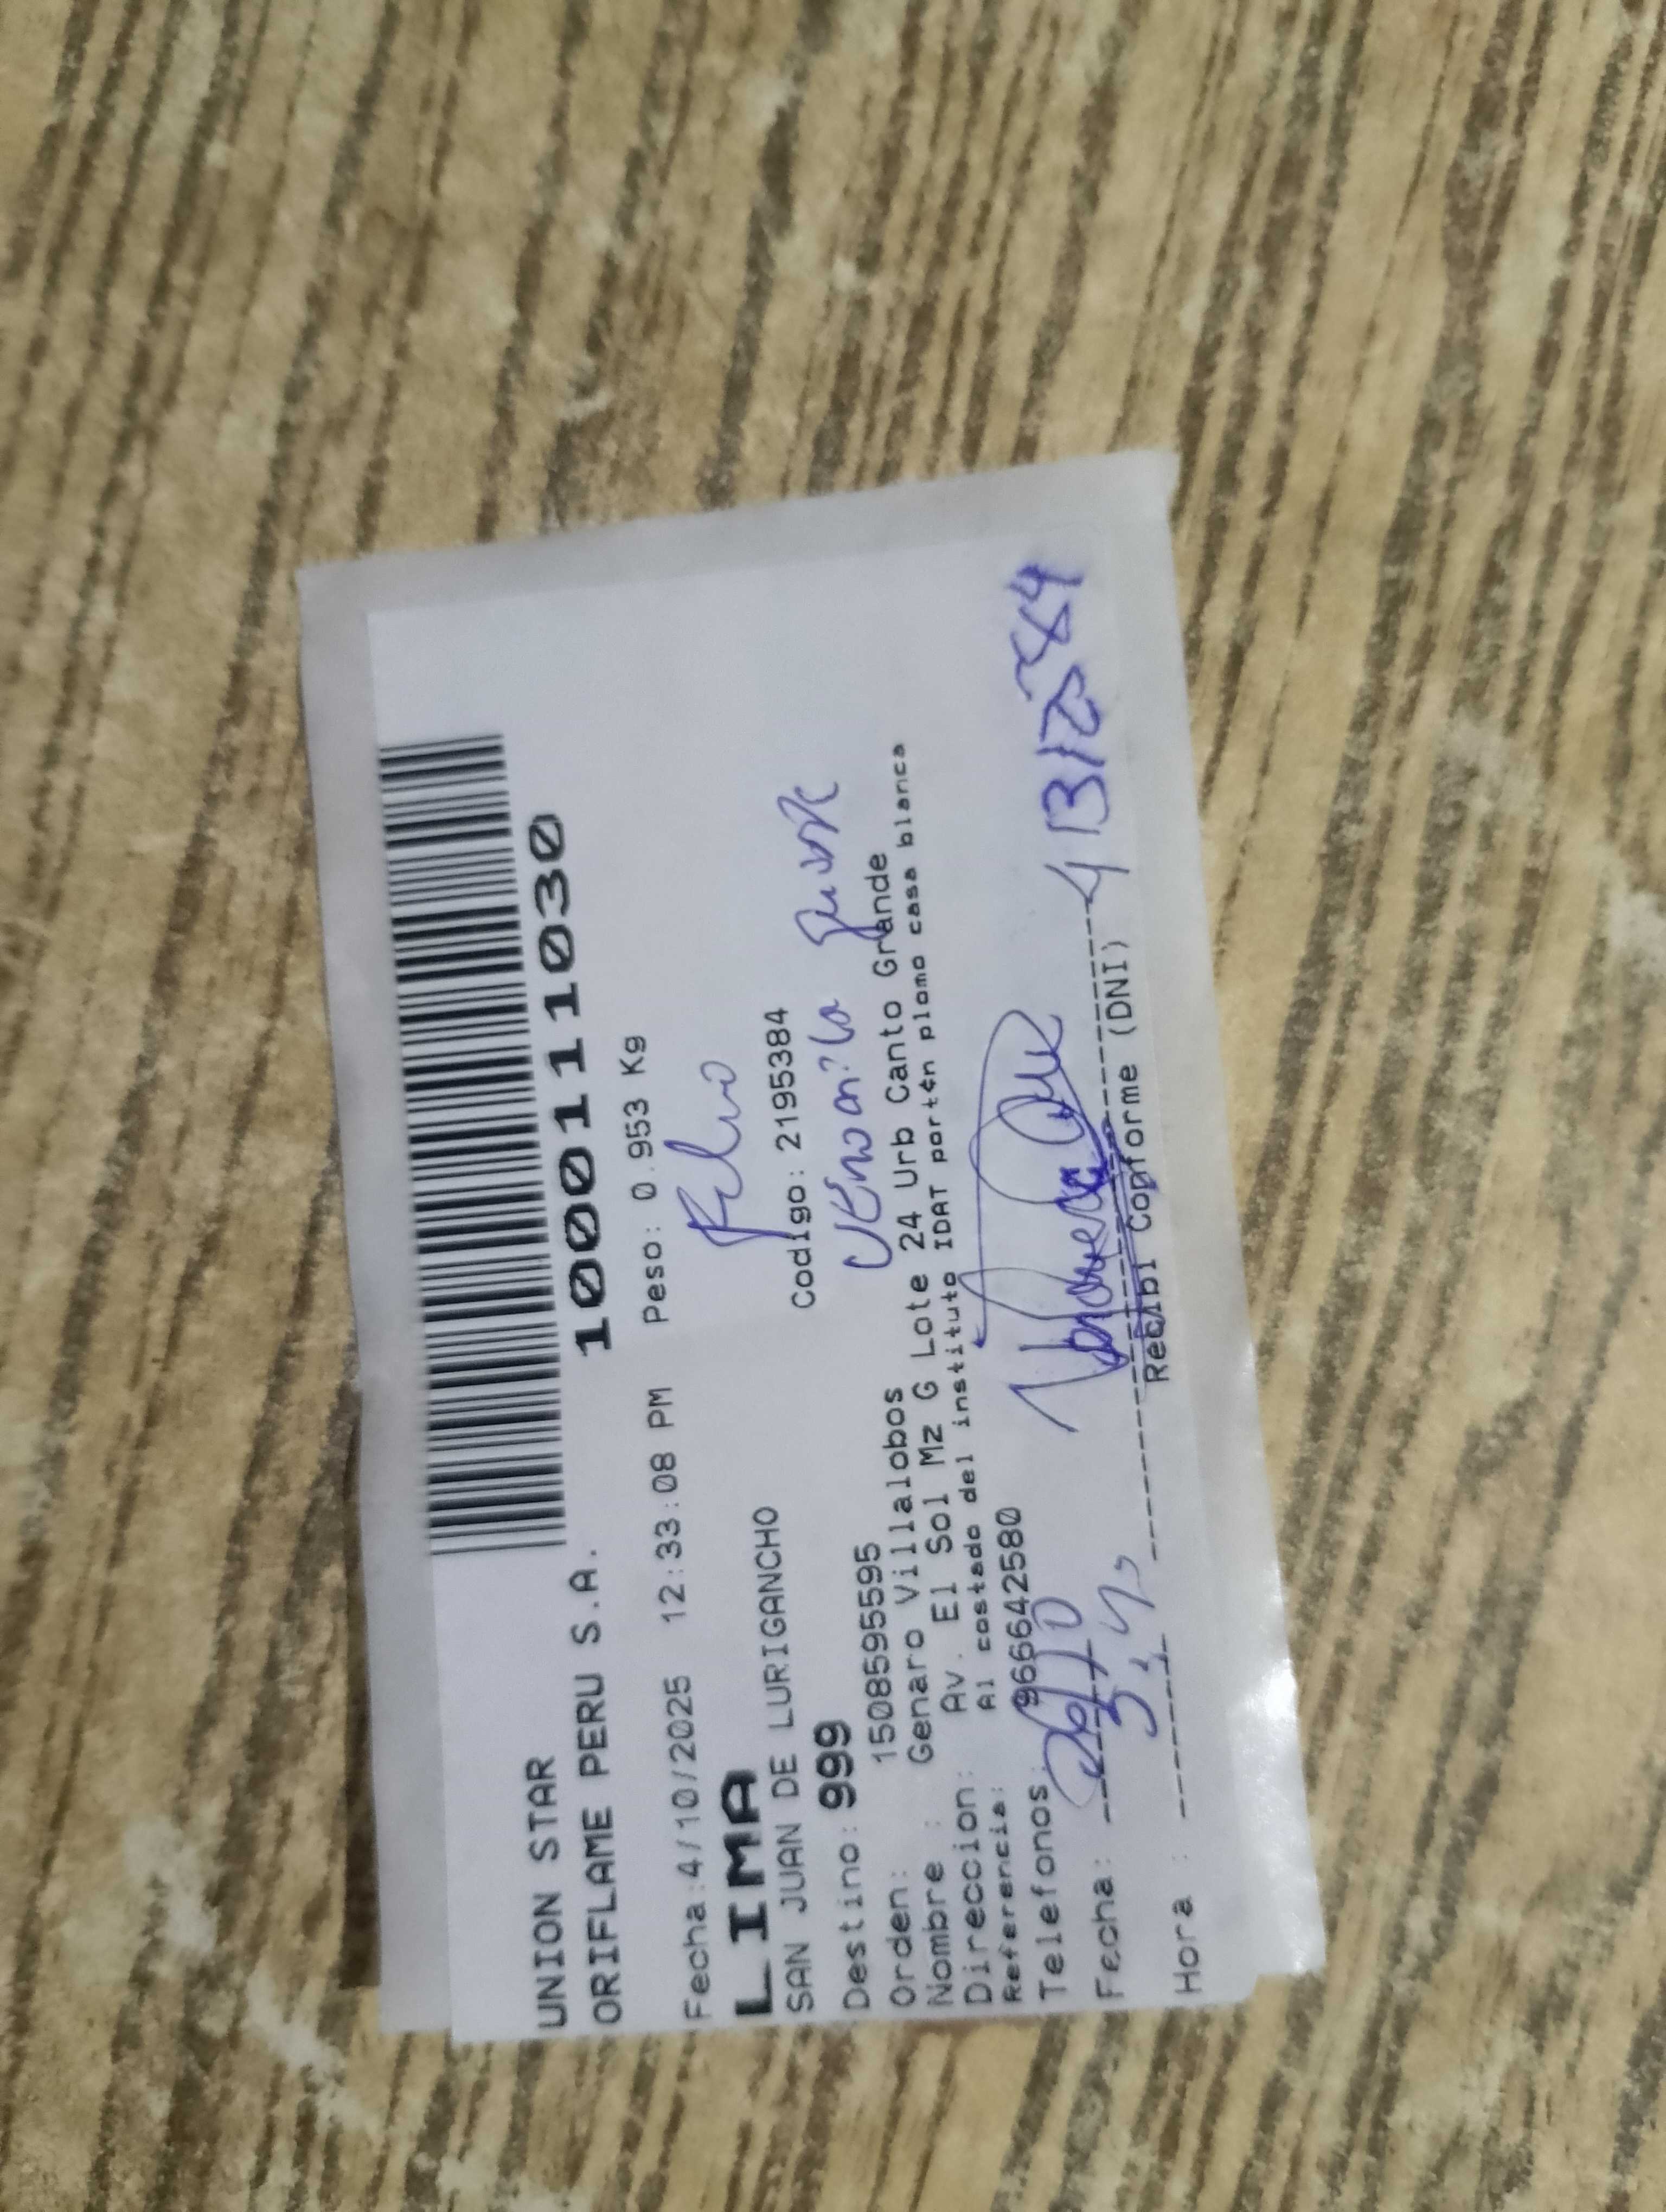 UNION STAR
ORIFLAME PERU S.A.
1000111030
Fecha:4/10/2025 12:33:08 PM Peso: 0.953 Kg
LIMA
SAN JUAN DE LURIGANCHO
Codigo: 2195384
Destino: 999
Orden: 1508595595
Nombre : Genaro Villalobos
Direccion: Av. El Sol Mz G Lote 24 Urb Canto Grande
Referencia: Al costado del instituto IDAT port¢n plomo casa blanca
Telefonos: 966642580
Fecha:
Hora : 3:45
Recibi Conforme (DNI)